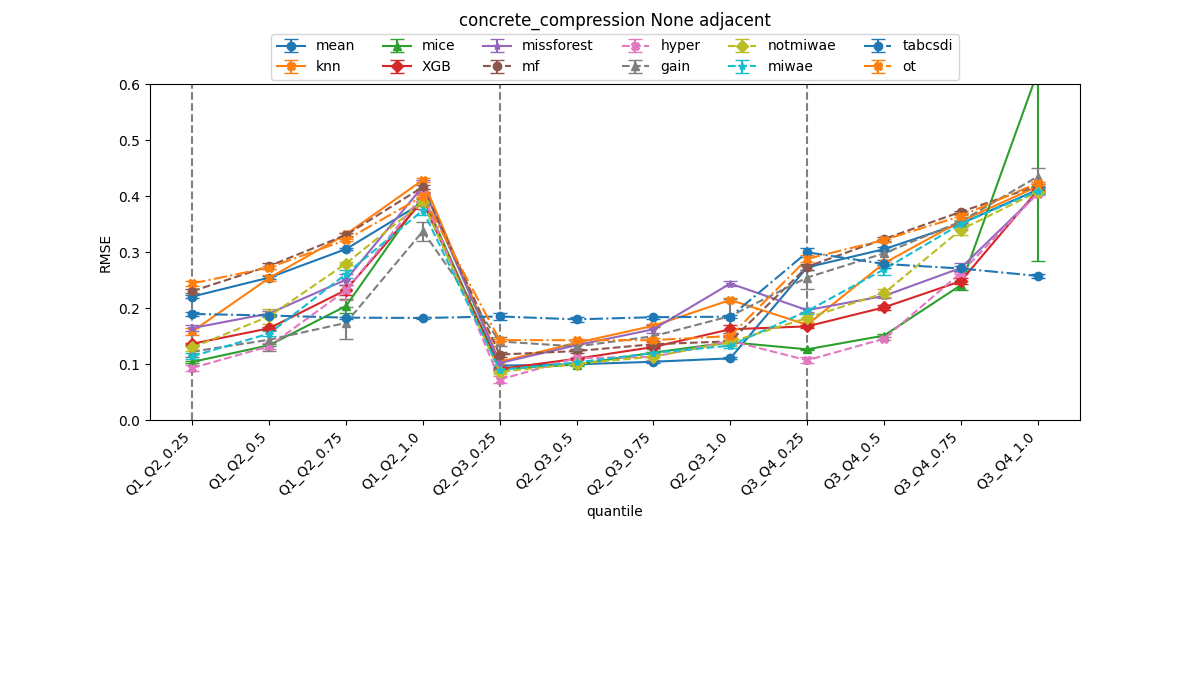 concrete_compression None adjacent
mean mice missforest hyper notmiwae tabcsdi
knn XGB mf gain miwae ot
0.6
0.5
0.4
0.3
0.2
0.1
0.0
RMSE
Q1_Q2_0.25 Q1_Q2_0.5 Q1_Q2_0.75 Q1_Q2_1.0 Q2_Q3_0.25 Q2_Q3_0.5 Q2_Q3_0.75 Q2_Q3_1.0 Q3_Q4_0.25 Q3_Q4_0.5 Q3_Q4_0.75 Q3_Q4_1.0
quantile